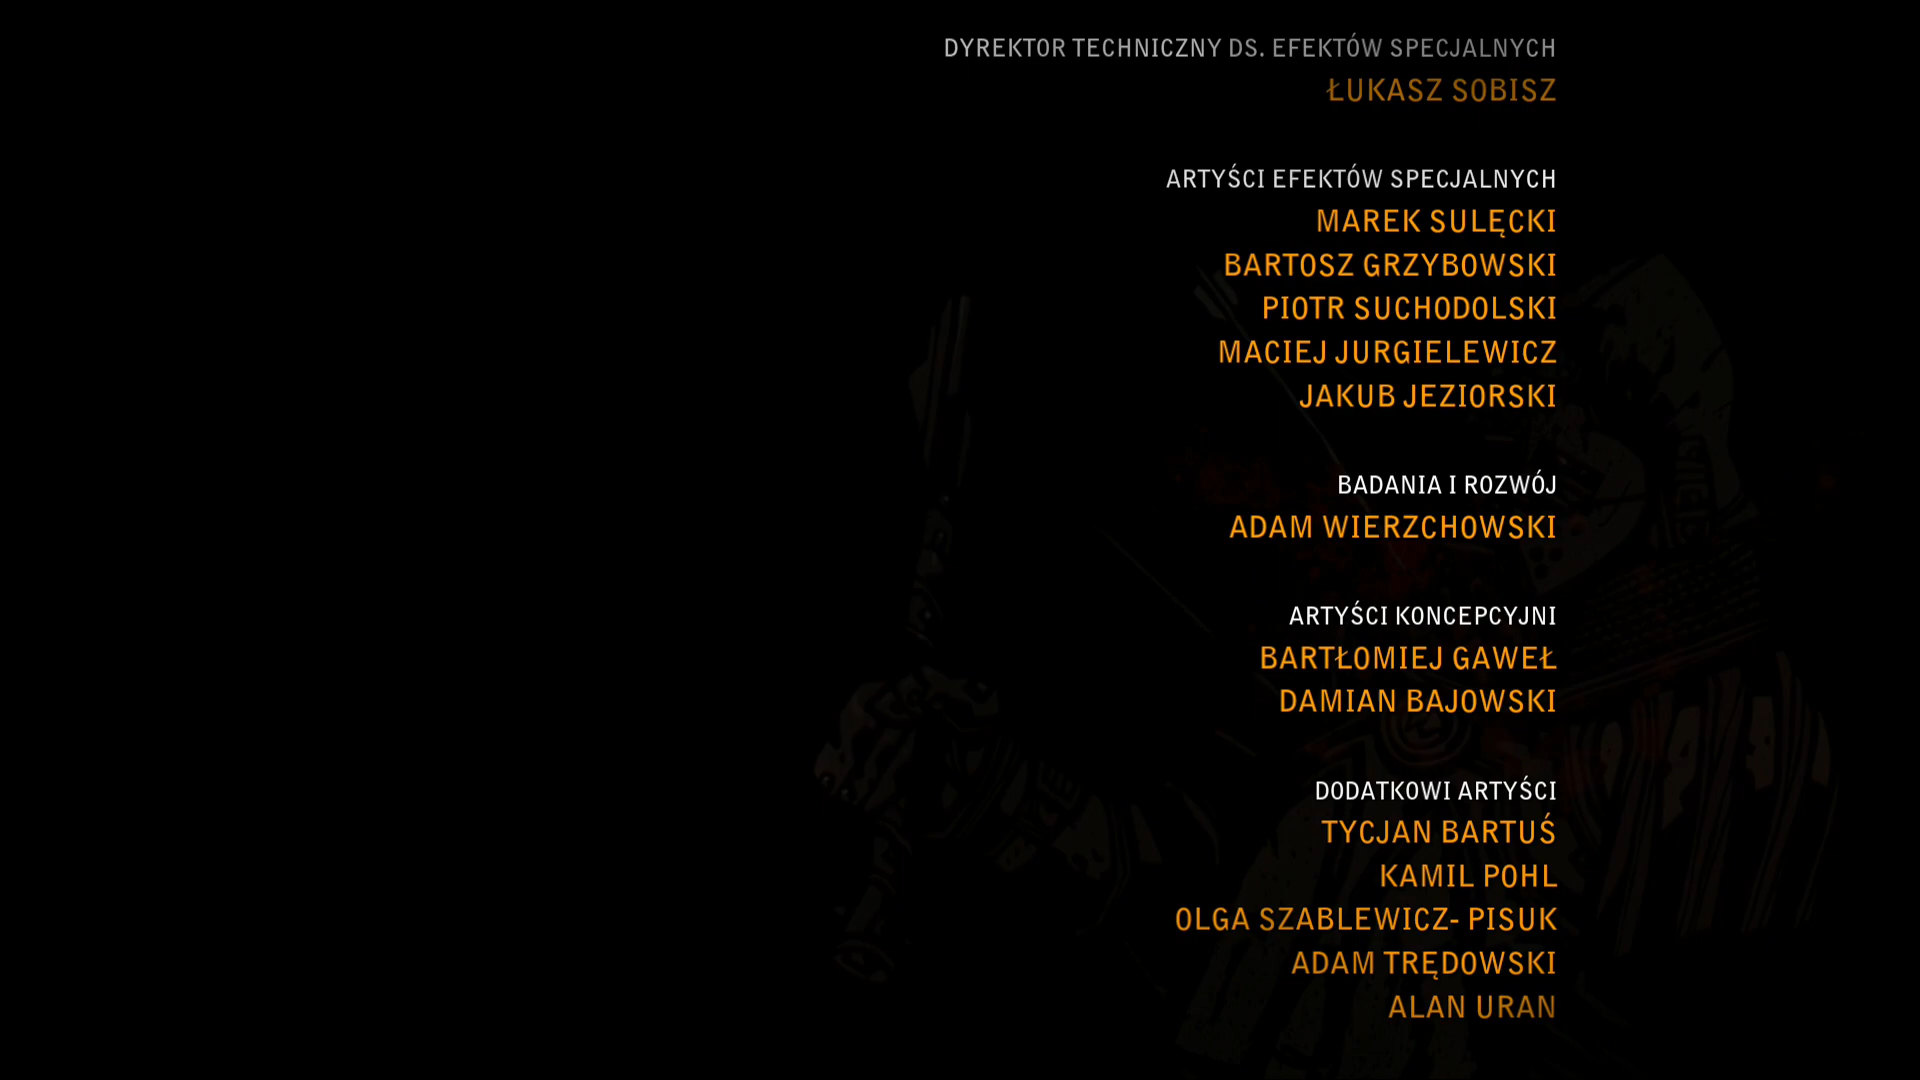 DYREKTOR TECHNICZNY DS. EFEKTÓW SPECJALNYCH
ŁUKASZ SOBISZ
ARTYŚCI EFEKTÓW SPECJALNYCH
MAREK SULĘCKI
BARTOSZ GRZYBOWSKI
PIOTR SUCHODOLSKI
MACIEJ JURGIELEWICZ
JAKUB JEZIORSKI
BADANIA I ROZWÓJ
ADAM WIERZCHOWSKI
ARTYŚCI KONCEPCYJNI
BARTŁOMIEJ GAWEŁ
DAMIAN BAJOWSKI
DODATKOWI ARTYŚCI
TYCJAN BARTUŚ
KAMIL POHL
OLGA SZABLEWICZ- PISUK
ADAM TRĘDOWSKI
ALAN URAN